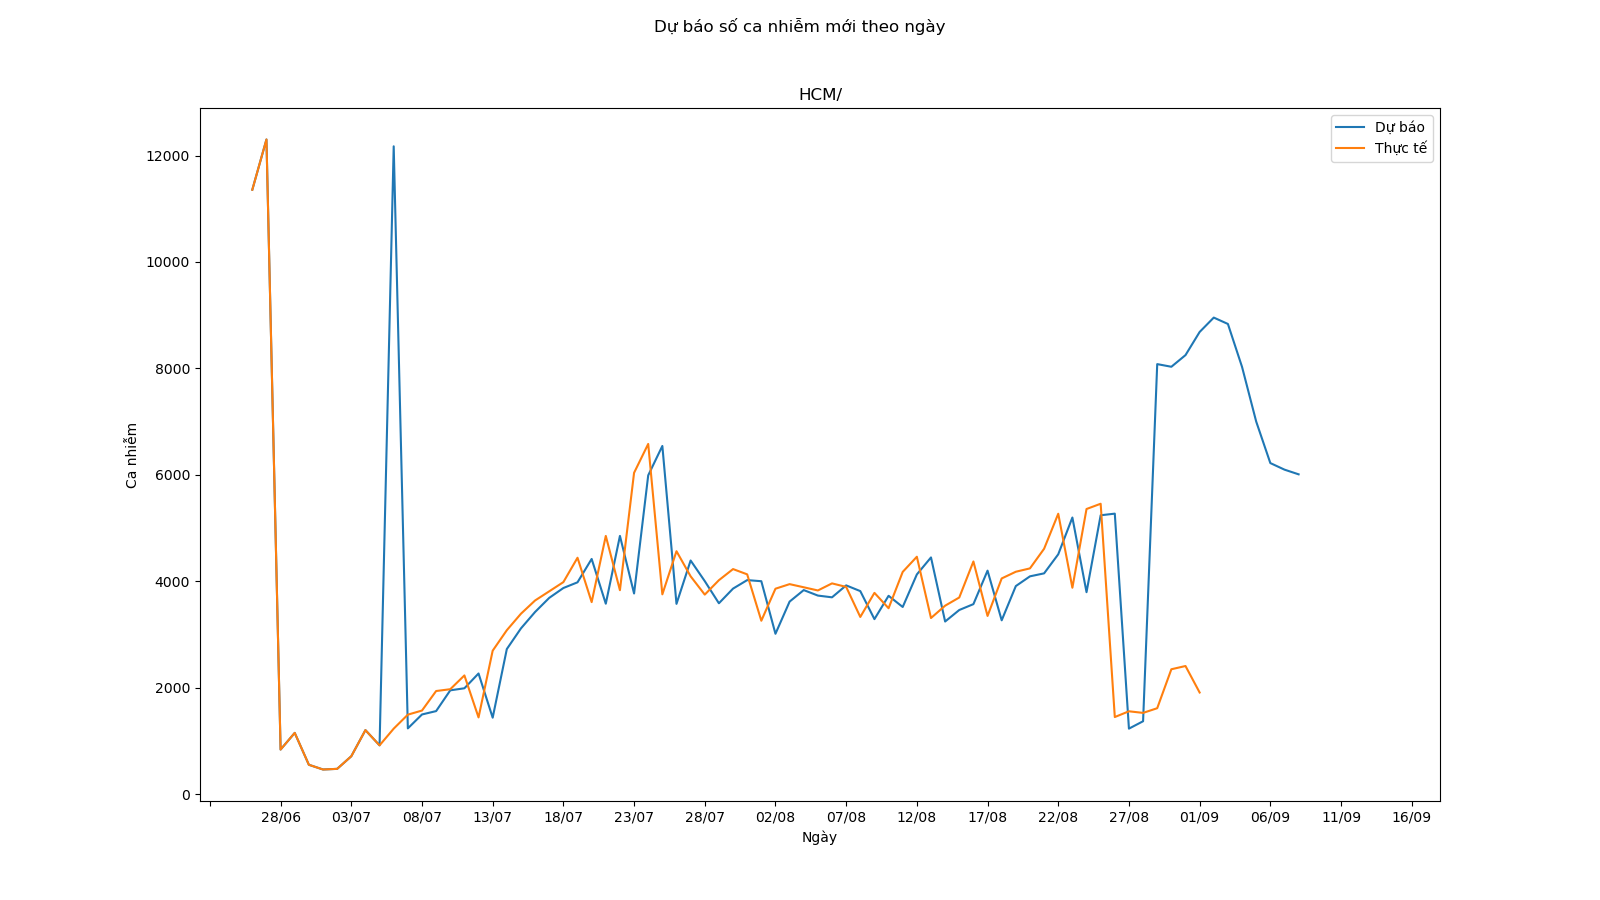 Dự báo số ca nhiễm mới theo ngày
HCM/
Dự báo
Thực tế
12000
10000
8000
6000
4000
2000
0
Ca nhiễm
28/06 03/07 08/07 13/07 18/07 23/07 28/07 02/08 07/08 12/08 17/08 22/08 27/08 01/09 06/09 11/09 16/09
Ngày